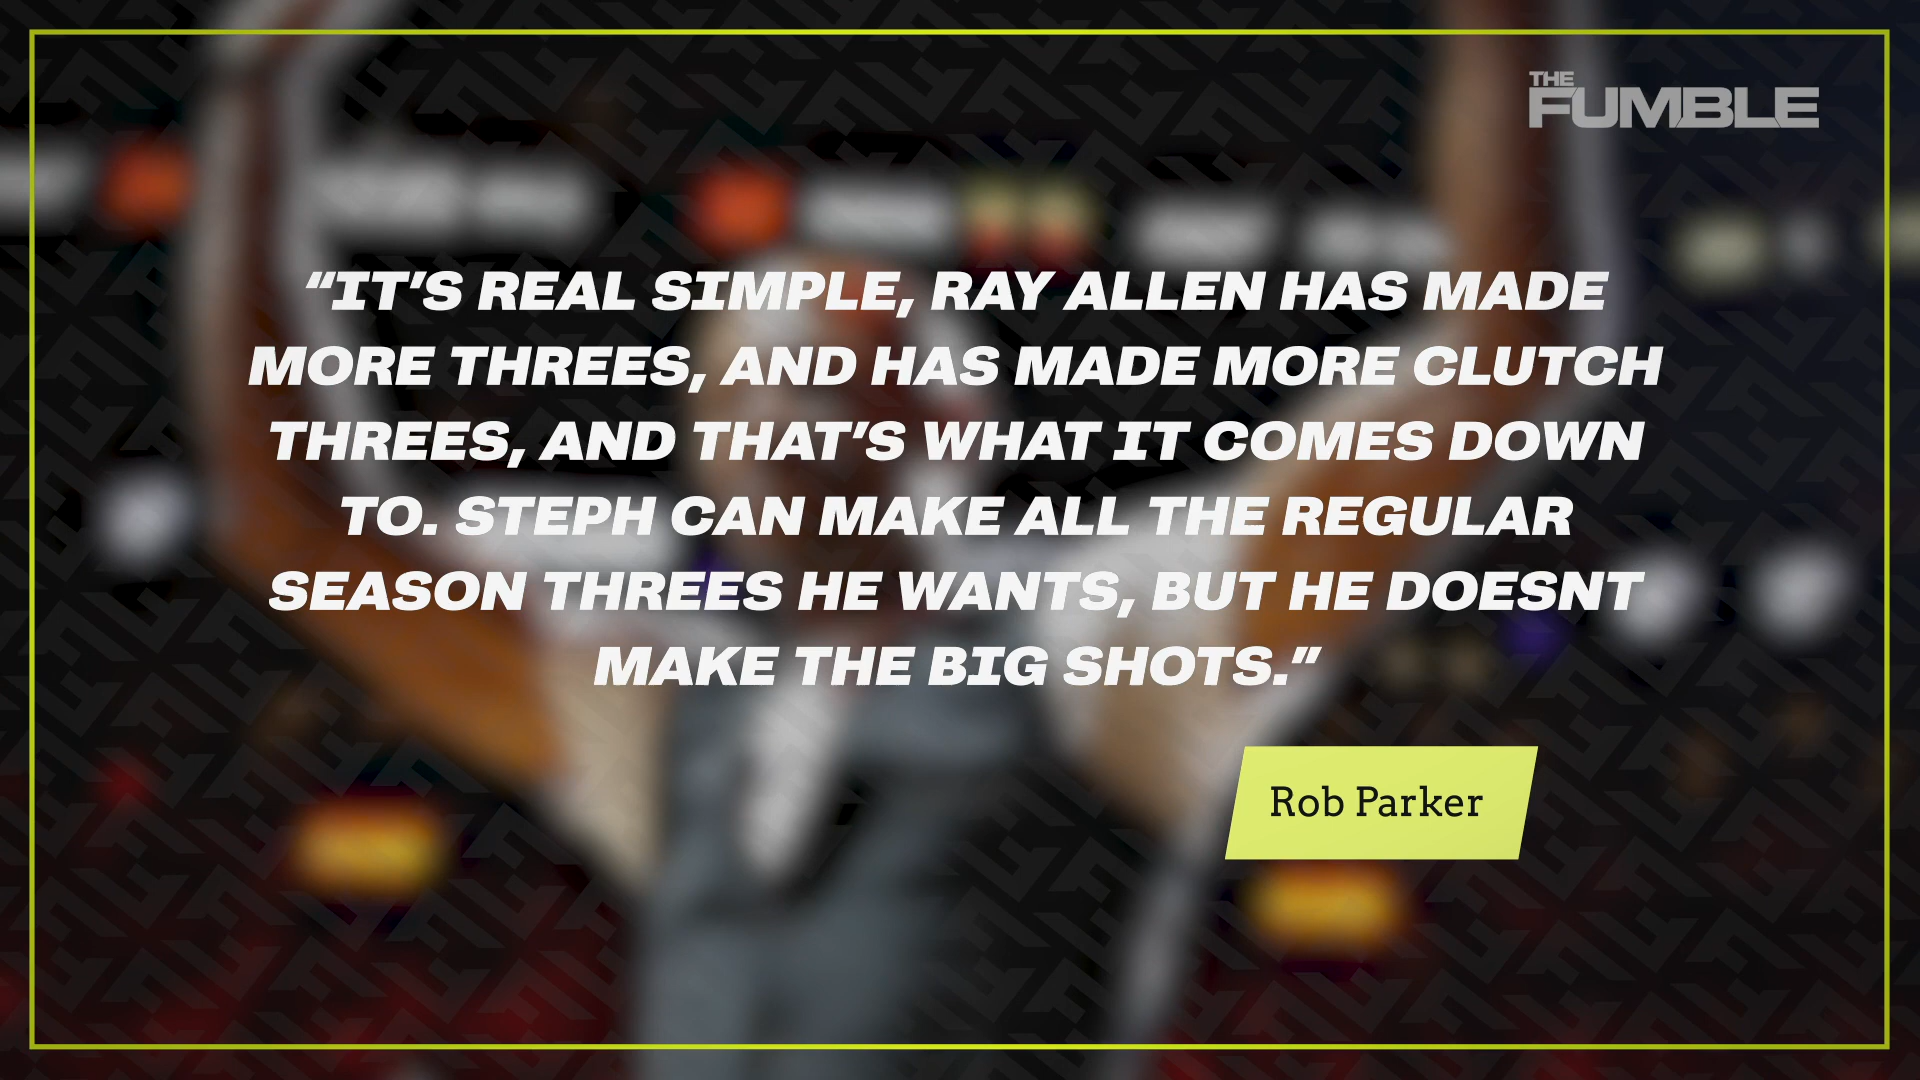 THE
FUMBLE
“IT’S REAL SIMPLE, RAY ALLEN HAS MADE
MORE THREES, AND HAS MADE MORE CLUTCH
THREES, AND THAT’S WHAT IT COMES DOWN
TO. STEPH CAN MAKE ALL THE REGULAR
SEASON THREES HE WANTS, BUT HE DOESNT
MAKE THE BIG SHOTS.”
Rob Parker